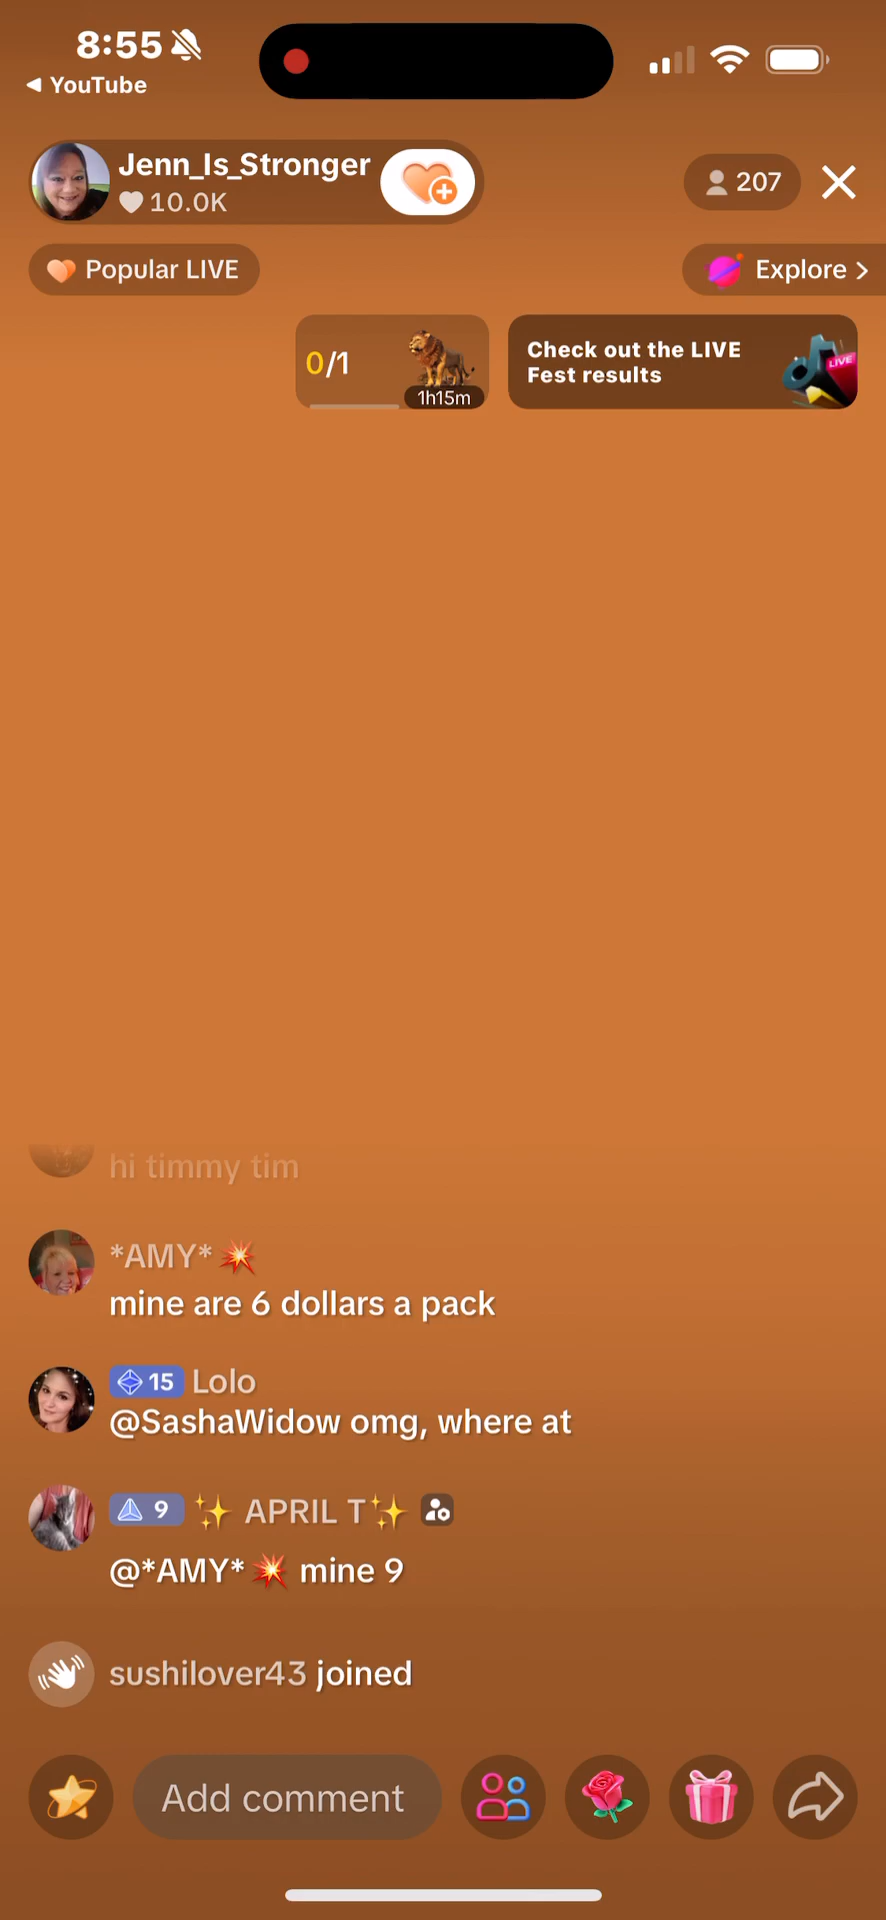 8:55
◀ YouTube
Jenn_Is_Stronger
10.0K
207
Popular LIVE
Explore >
0/1
1h15m
Check out the LIVE
Fest results
LIVE
hi timmy tim
*AMY*💥
mine are 6 dollars a pack
15 Lolo
@SashaWidow omg, where at
9 ✨ APRIL T✨
@*AMY*💥 mine 9
sushilover43 joined
Add comment